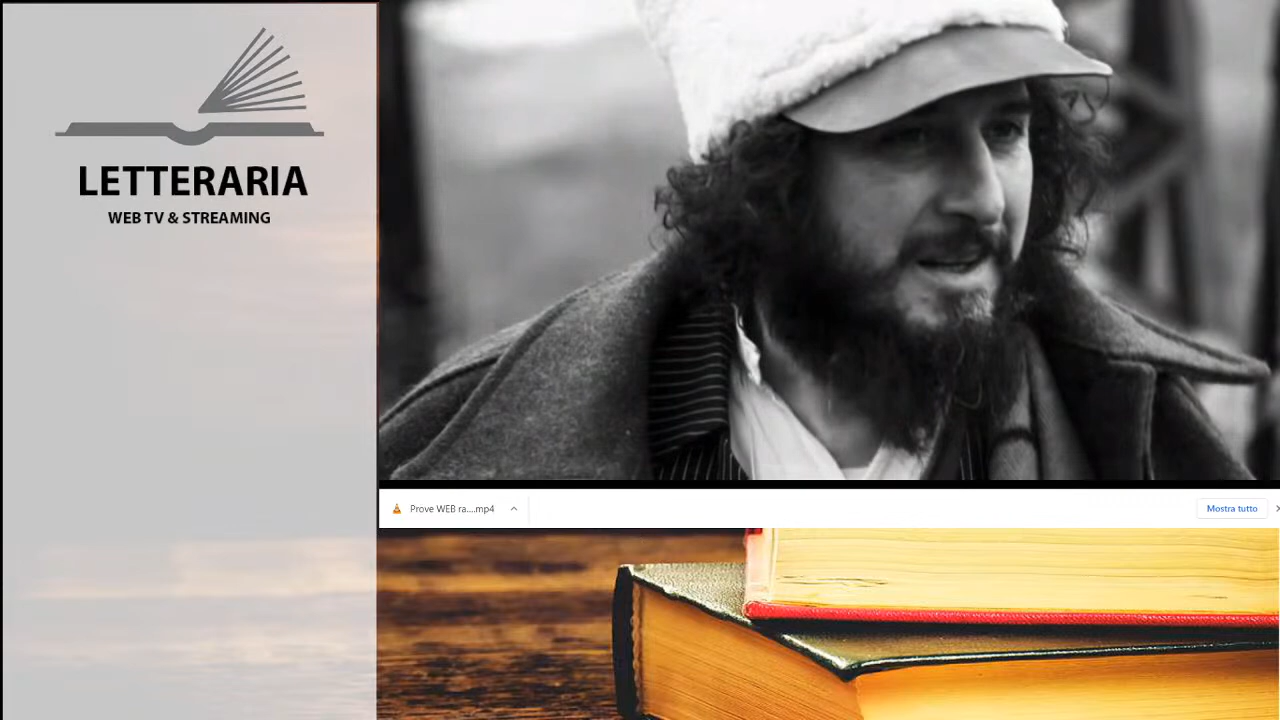 LETTERARIA
WEB TV & STREAMING
Prove WEB ra....mp4
Mostra tutto